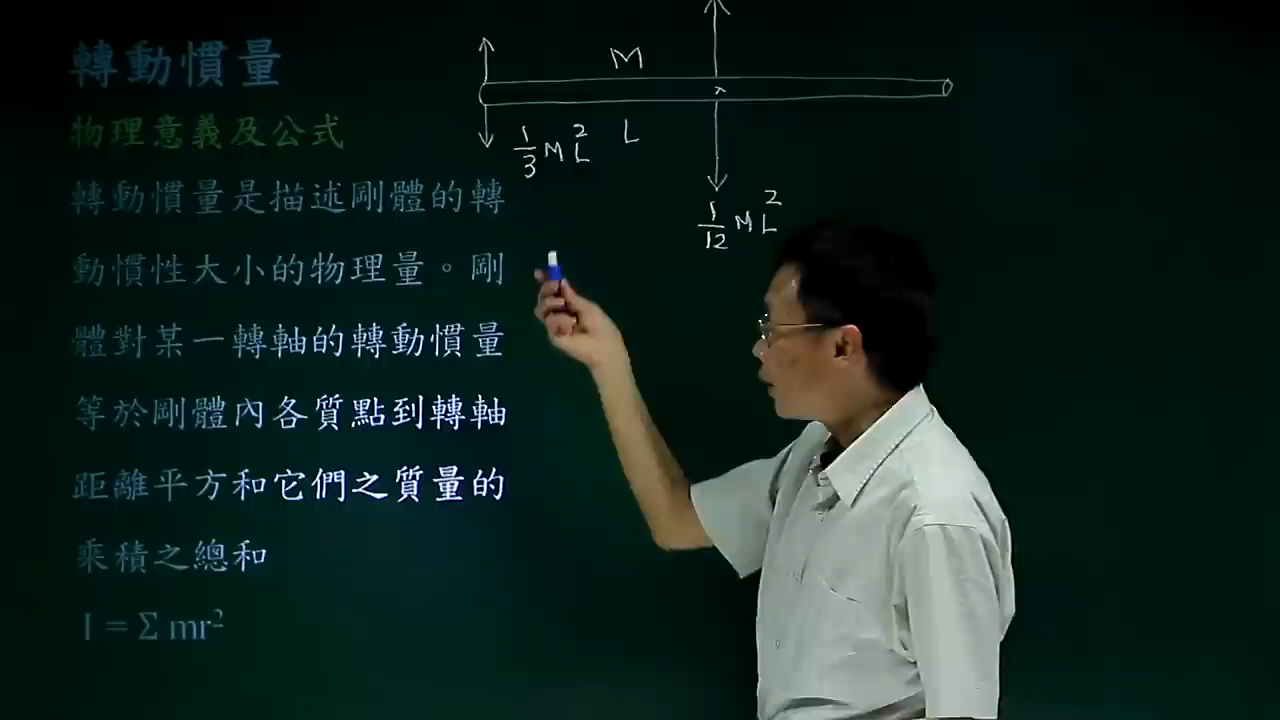 轉動慣量
物理意義及公式
轉動慣量是描述剛體的轉
動慣性大小的物理量。剛
體對某一轉軸的轉動慣量
等於剛體內各質點到轉軸
距離平方和它們之質量的
乘積之總和
I = Σ mr²
M
L
1/3 ML²
1/12 ML²